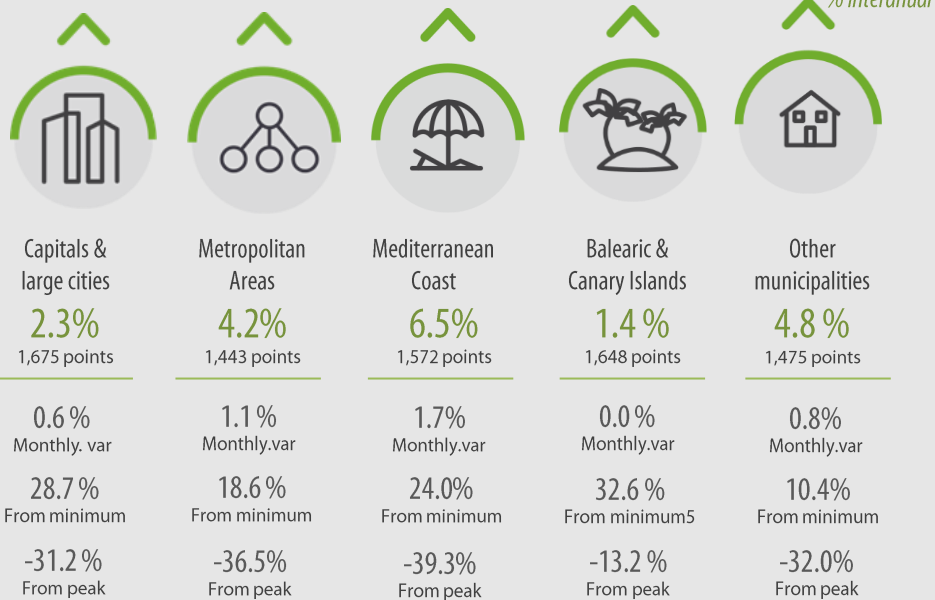 % interanual
Capitals &
large cities
2.3%
1,675 points
0.6 %
Monthly. var
28.7 %
From minimum
-31.2 %
From peak
Metropolitan
Areas
4.2%
1,443 points
1.1 %
Monthly.var
18.6 %
From minimum
-36.5%
From peak
Mediterranean
Coast
6.5%
1,572 points
1.7%
Monthly.var
24.0%
From minimum
-39.3%
From peak
Balearic &
Canary Islands
1.4 %
1,648 points
0.0 %
Monthly.var
32.6 %
From minimum5
-13.2 %
From peak
Other
municipalities
4.8 %
1,475 points
0.8%
Monthly.var
10.4%
From minimum
-32.0%
From peak